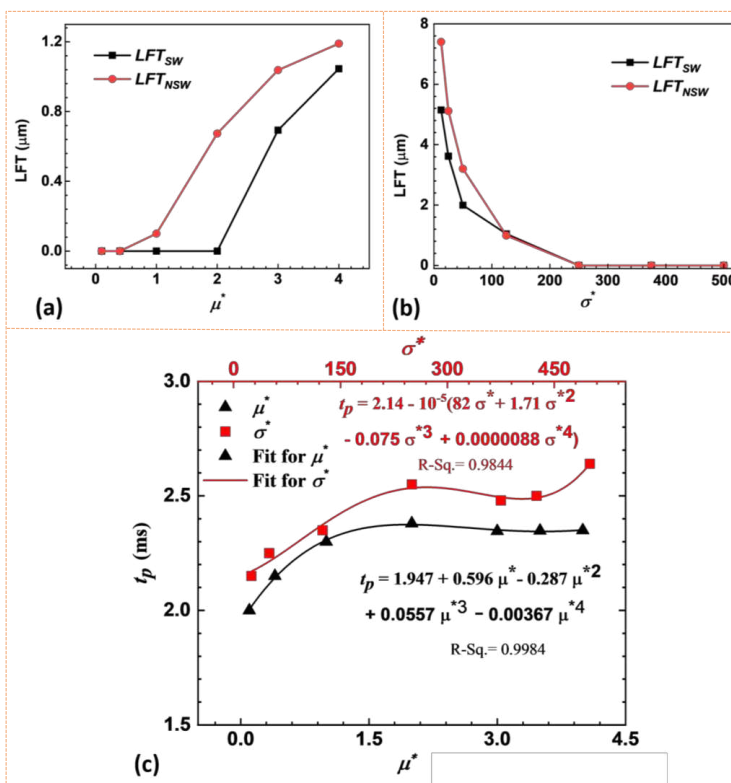 LFT (μm)
1.2
0.8
0.4
0.0
LFT_SW
LFT_NSW
0 1 2 3 4
μ*
(a)
LFT (μm)
8
6
4
2
0
LFT_SW
LFT_NSW
0 100 200 300 400 500
σ*
(b)
σ*
0 150 300 450
t_p (ms)
3.0
2.5
2.0
1.5
μ*
σ*
Fit for μ*
Fit for σ*
t_p = 2.14 - 10^-5(82 σ* + 1.71 σ*2
- 0.075 σ*3 + 0.0000088 σ*4)
R-Sq.= 0.9844
t_p = 1.947 + 0.596 μ* - 0.287 μ*2
+ 0.0557 μ*3 − 0.00367 μ*4
R-Sq.= 0.9984
0.0 1.5 3.0 4.5
μ*
(c)